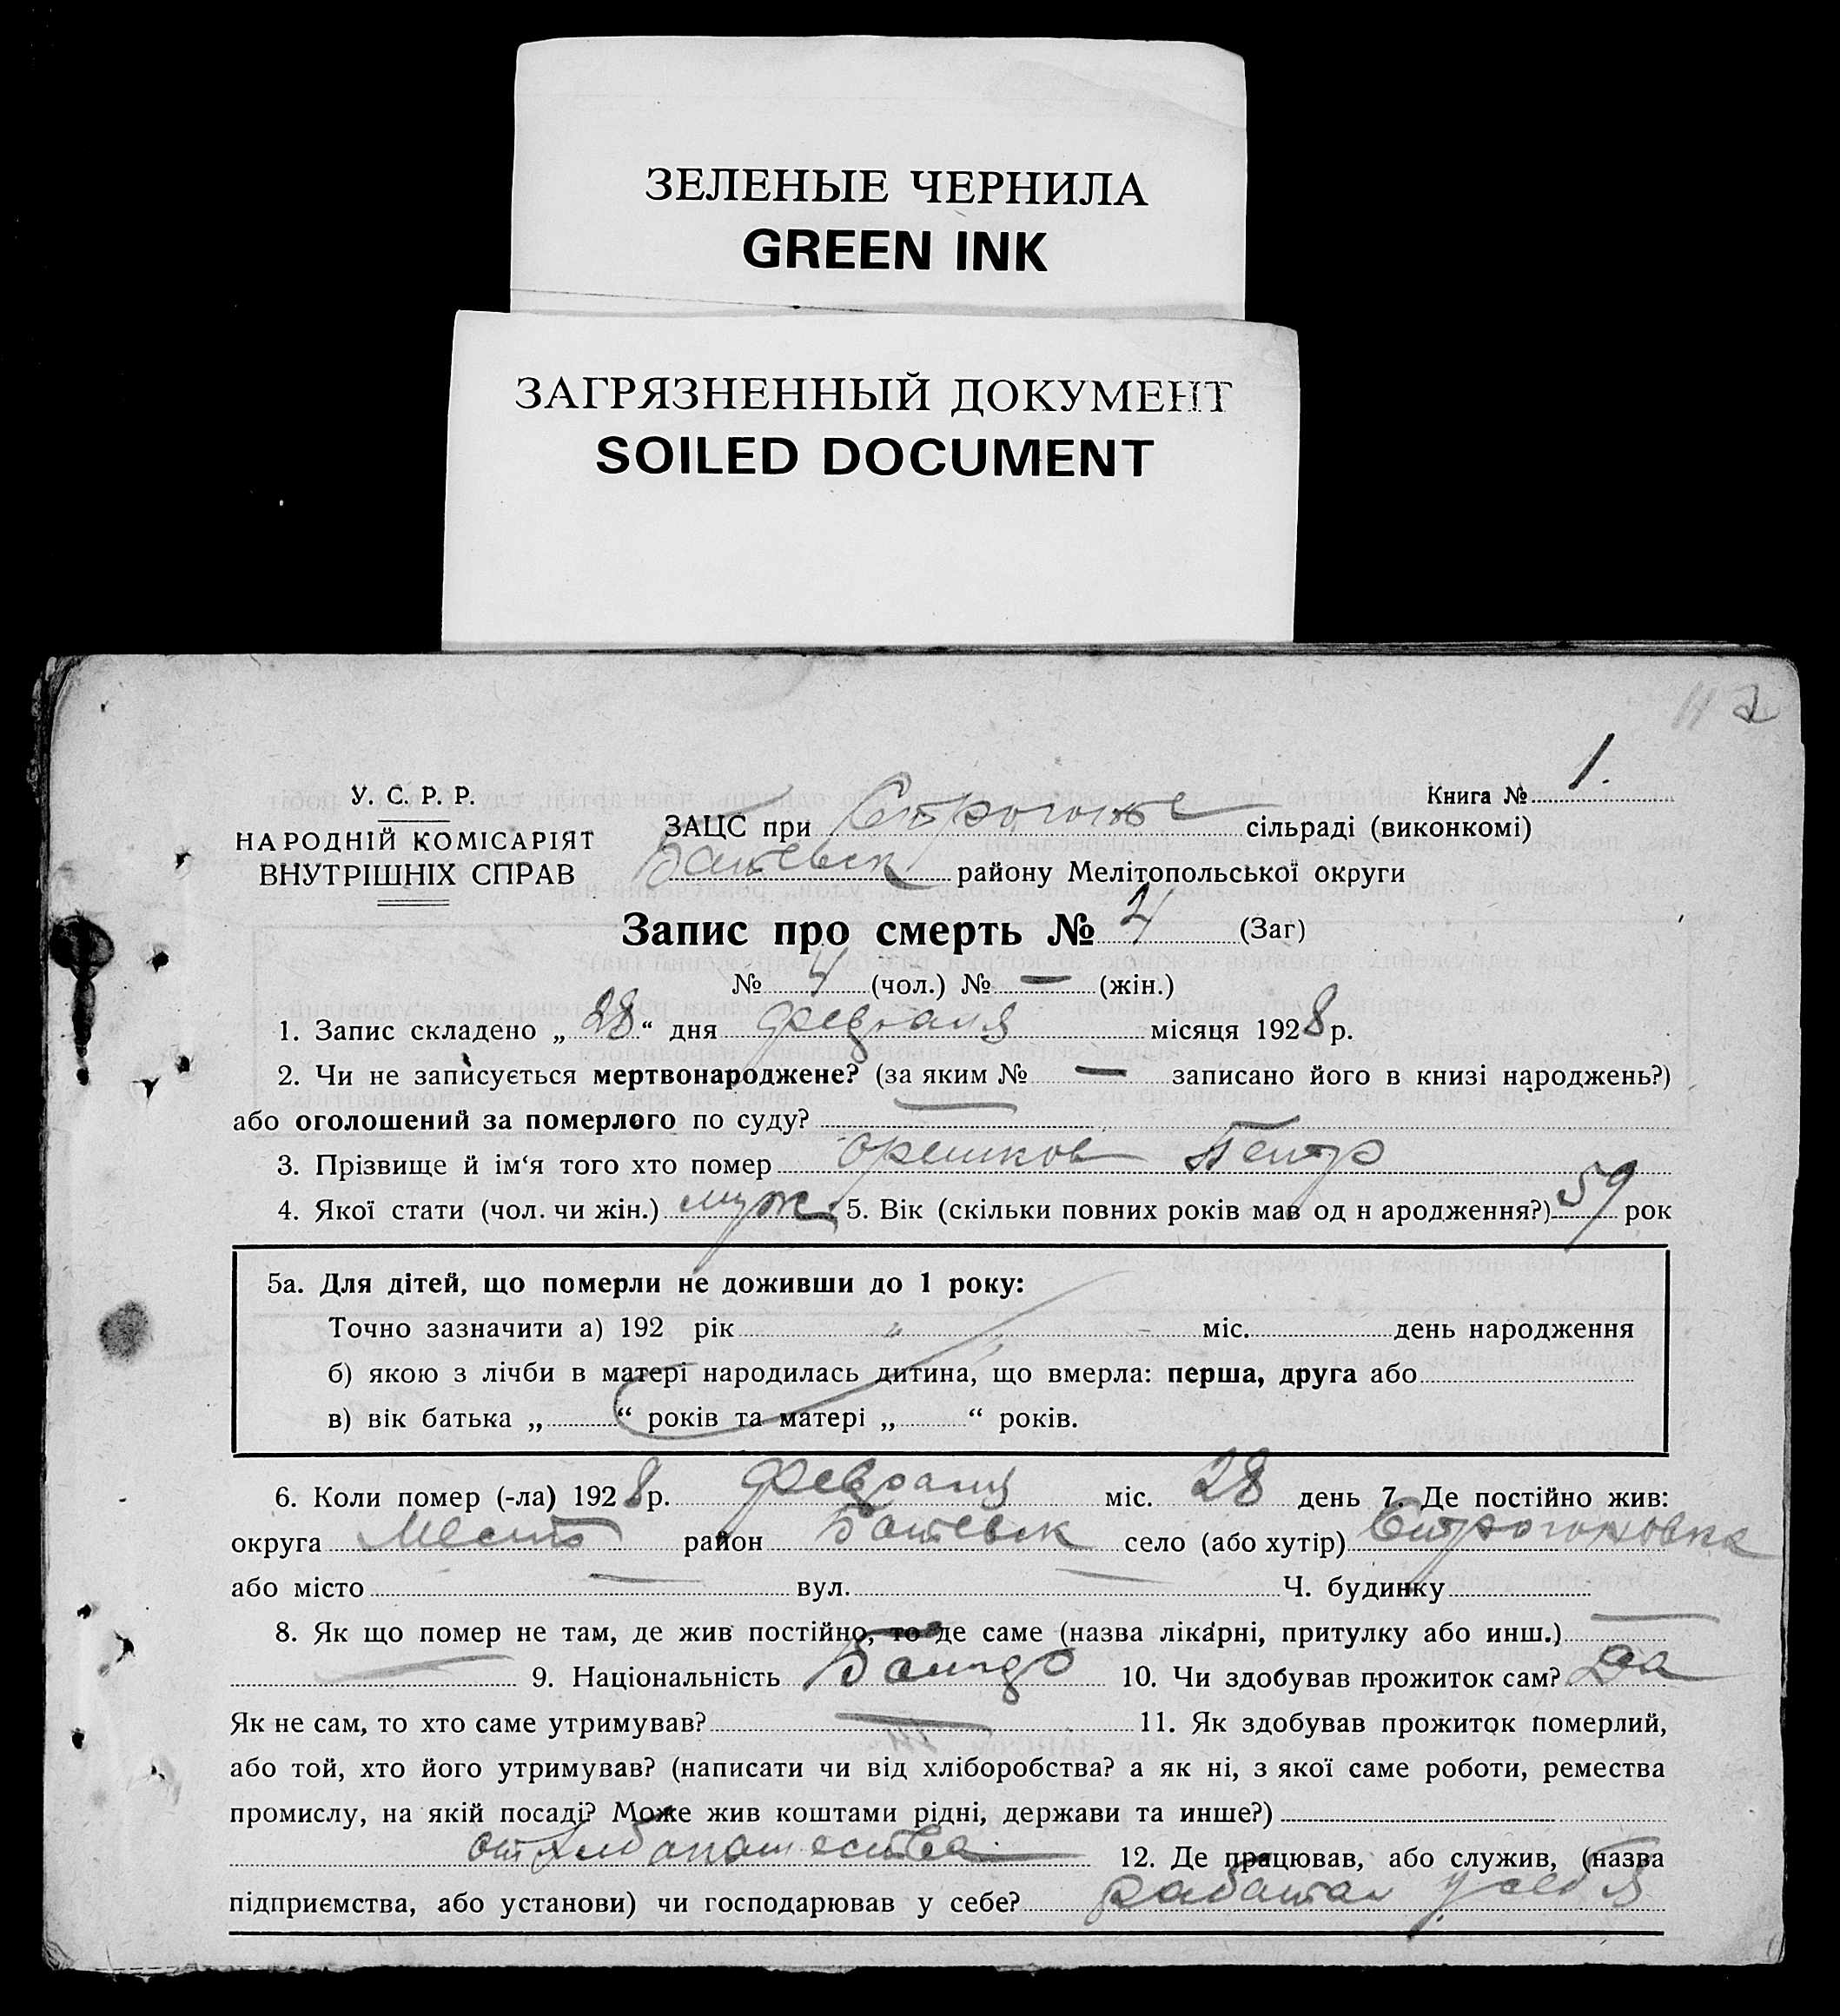 ЗЕЛЕНЫЕ ЧЕРНИЛА
GREEN INK
ЗАГРЯЗНЕННЫЙ ДОКУМЕНТ
SOILED DOCUMENT
2
У. С. Р. Р.
Книга № 1.
НАРОДНІЙ КОМІСАРІЯТ
ВНУТРІШНІХ СПРАВ
ЗАЦС при сільраді (виконкомі)
району Мелітопольської округи
Запис про смерть № 4 (Заг)
№ 4 (чол.) № — (жін.)
1. Запис складено „ 28 “ дня февраля місяця 1928 р.
2. Чи не записується мертвонароджене? (за яким № — записано його в книзі народжень?)
або оголошений за померлого по суду? —
3. Прізвище й ім‘я того хто помер Орешков Петр
4. Якої стати (чол. чи жін.) муж. 5. Вік (скільки повних років мав од н ародження?) 59 рок
5а. Для дітей, що померли не доживши до 1 року:
Точно зазначити а) 192 рік міс. день народження
б) якою з лічби в матері народилась дитина, що вмерла: перша, друга або
в) вік батька „ “ років та матері „ “ років.
6. Коли помер (-ла) 1928 р. февраля міс. 28 день 7. Де постійно жив:
округа район село (або хутір) Строгоновка
або місто — вул. — Ч. будинку
8. Як що помер не там, де жив постійно, то де саме (назва лікарні, притулку або инш.) —
— 9. Національність 10. Чи здобував прожиток сам? Да
Як не сам, то хто саме утримував? — 11. Як здобував прожиток померлий,
або той, хто його утримував? (написати чи від хліборобства? а як ні, з якої саме роботи, ремества
промислу, на якій посаді? Може жив коштами рідні, держави та инше?)
от хлебопашества 12. Де працював, або служив, (назва
підприємства, або установи) чи господарював у себе? работал у себя